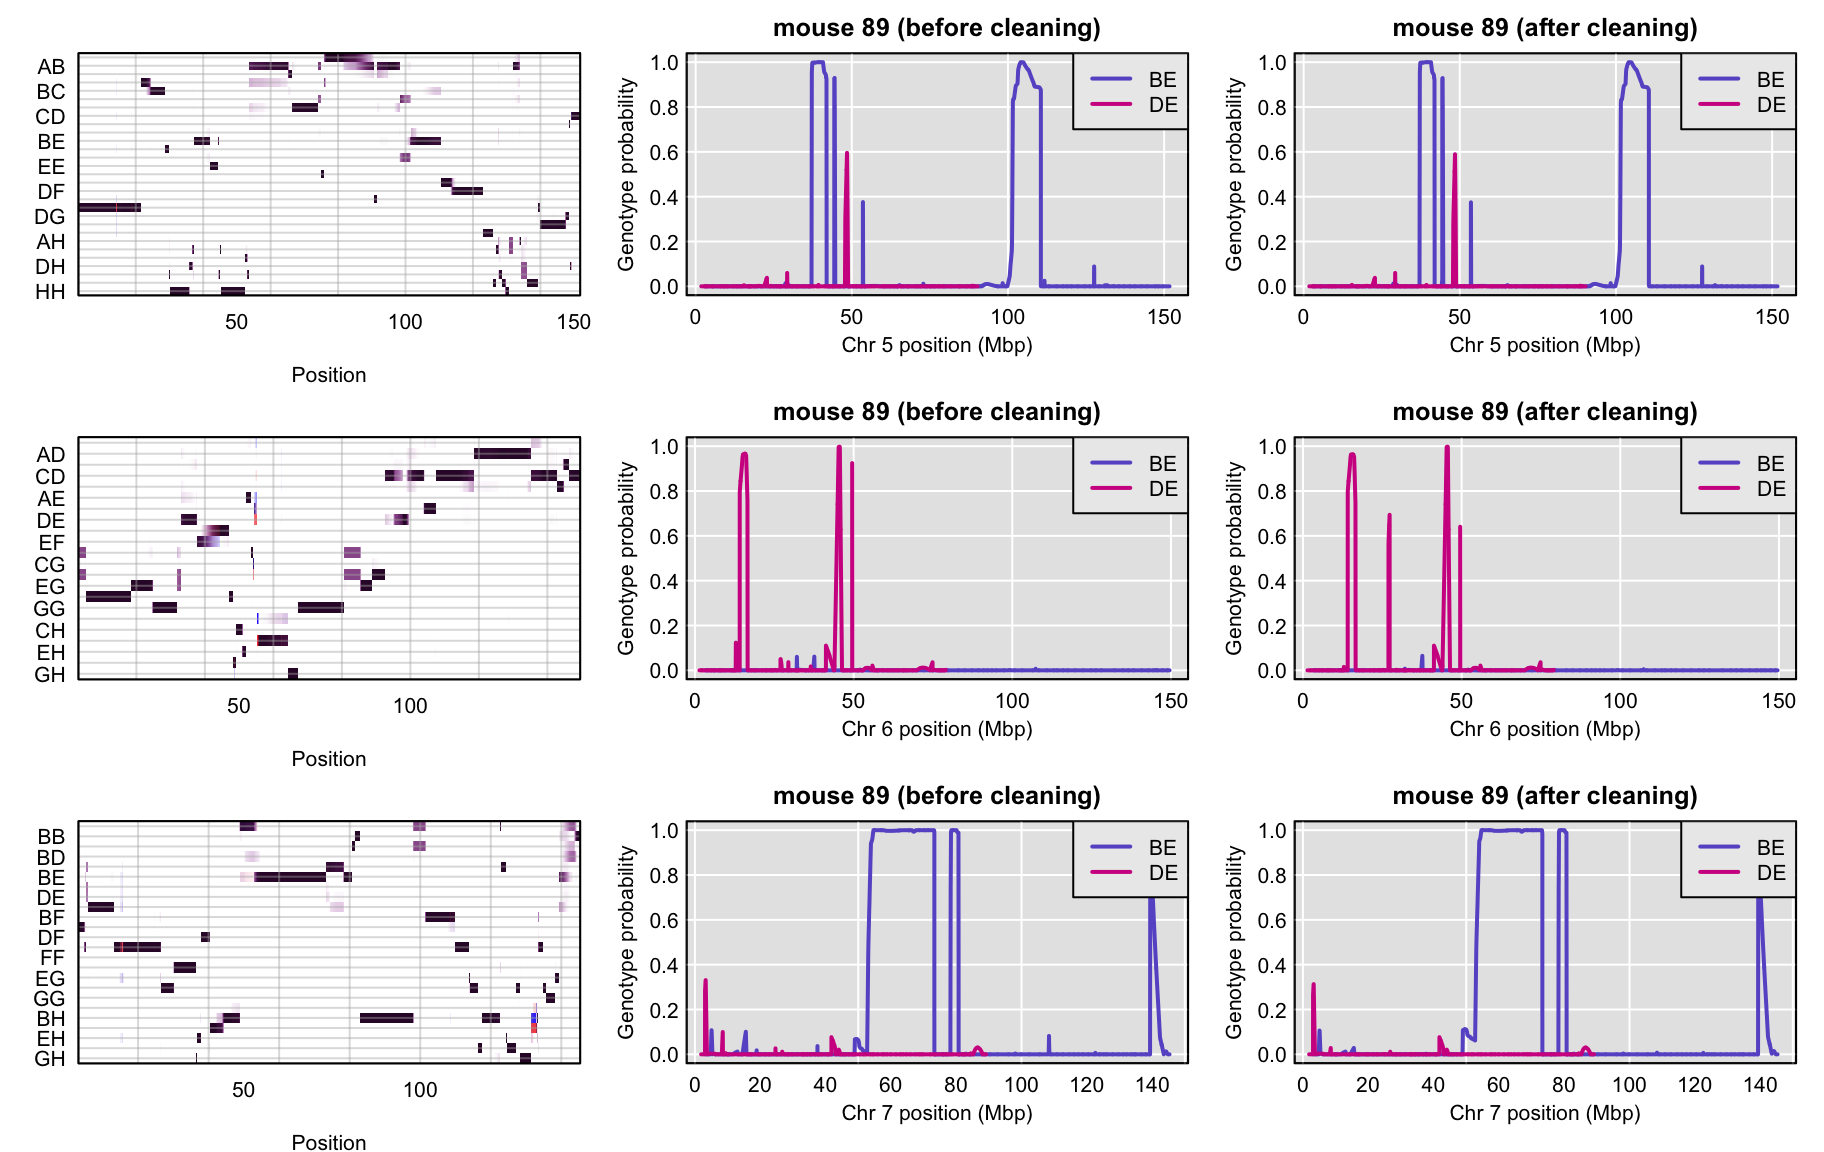 AB
BC
CD
BE
EE
DF
DG
AH
DH
HH
50
100
150
Position
mouse 89 (before cleaning)
Genotype probability
1.0
0.8
0.6
0.4
0.2
0.0
BE
DE
0
50
100
150
Chr 5 position (Mbp)
mouse 89 (after cleaning)
Genotype probability
1.0
0.8
0.6
0.4
0.2
0.0
BE
DE
0
50
100
150
Chr 5 position (Mbp)
AD
CD
AE
DE
EF
CG
EG
GG
CH
EH
GH
50
100
Position
mouse 89 (before cleaning)
Genotype probability
1.0
0.8
0.6
0.4
0.2
0.0
BE
DE
0
50
100
150
Chr 6 position (Mbp)
mouse 89 (after cleaning)
Genotype probability
1.0
0.8
0.6
0.4
0.2
0.0
BE
DE
0
50
100
150
Chr 6 position (Mbp)
BB
BD
BE
DE
BF
DF
FF
EG
GG
BH
EH
GH
50
100
Position
mouse 89 (before cleaning)
Genotype probability
1.0
0.8
0.6
0.4
0.2
0.0
BE
DE
0
20
40
60
80
100
120
140
Chr 7 position (Mbp)
mouse 89 (after cleaning)
Genotype probability
1.0
0.8
0.6
0.4
0.2
0.0
BE
DE
0
20
40
60
80
100
120
140
Chr 7 position (Mbp)